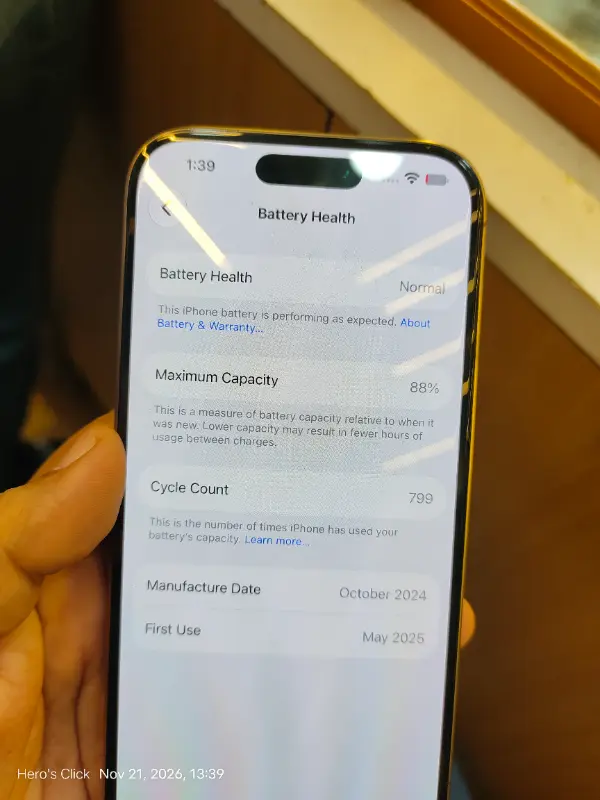 1:39
Battery Health
Battery Health
Normal
This iPhone battery is performing as expected. About
Battery & Warranty...
Maximum Capacity
88%
This is a measure of battery capacity relative to when it
was new. Lower capacity may result in fewer hours of
usage between charges.
Cycle Count
799
This is the number of times iPhone has used your
battery's capacity. Learn more...
Manufacture Date
October 2024
First Use
May 2025
Hero's Click Nov 21, 2026, 13:39